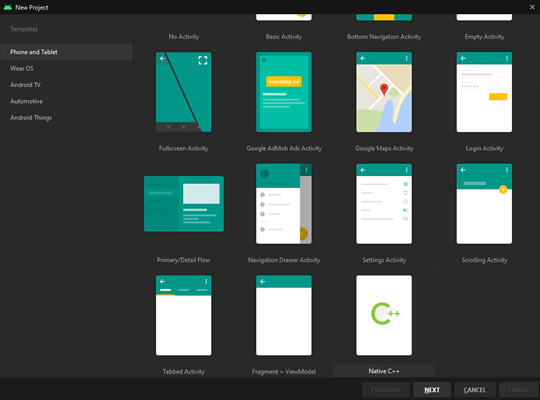 New Project
Templates
Phone and Tablet
Wear OS
Android TV
Automotive
Android Things
No Activity
Basic Activity
Bottom Navigation Activity
Empty Activity
Interstitial Ad
Fullscreen Activity
Google AdMob Ads Activity
Google Maps Activity
Login Activity
Primary/Detail Flow
Navigation Drawer Activity
Settings Activity
Scrolling Activity
C++
Tabbed Activity
Fragment + ViewModel
Native C++
PREVIOUS
NEXT
CANCEL
FINISH